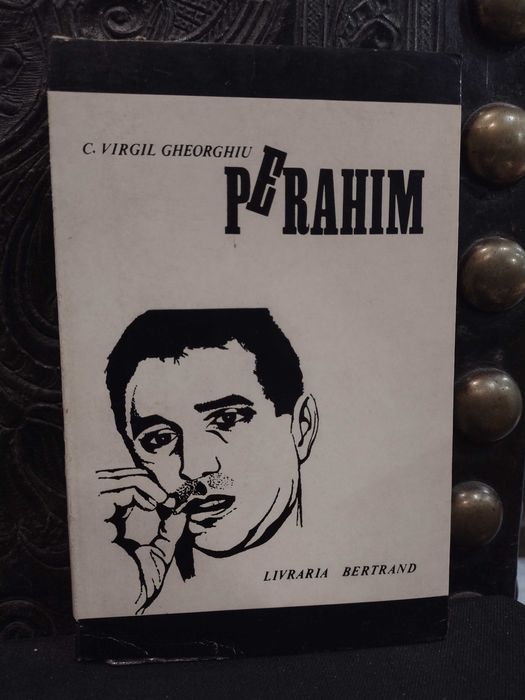 C. VIRGIL GHEORGHIU
PERAHIM
LIVRARIA BERTRAND